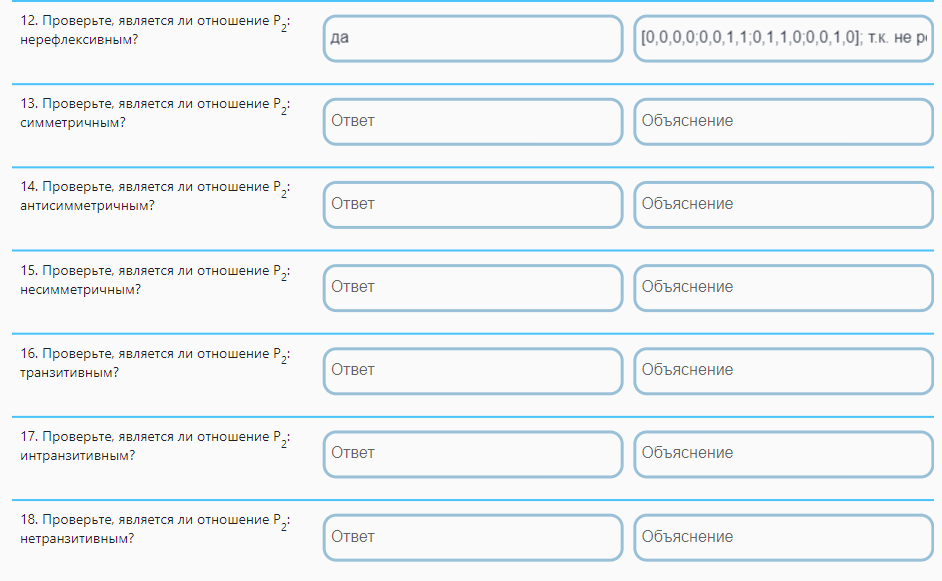 12. Проверьте, является ли отношение P2:
нерефлексивным?
да
[0,0,0,0;0,0,1,1;0,1,1,0;0,0,1,0]; т.к. не
13. Проверьте, является ли отношение P2:
симметричным?
Ответ
Объяснение
14. Проверьте, является ли отношение P2:
антисимметричным?
Ответ
Объяснение
15. Проверьте, является ли отношение P2:
несимметричным?
Ответ
Объяснение
16. Проверьте, является ли отношение P2:
транзитивным?
Ответ
Объяснение
17. Проверьте, является ли отношение P2:
интранзитивным?
Ответ
Объяснение
18. Проверьте, является ли отношение P2:
нетранзитивным?
Ответ
Объяснение